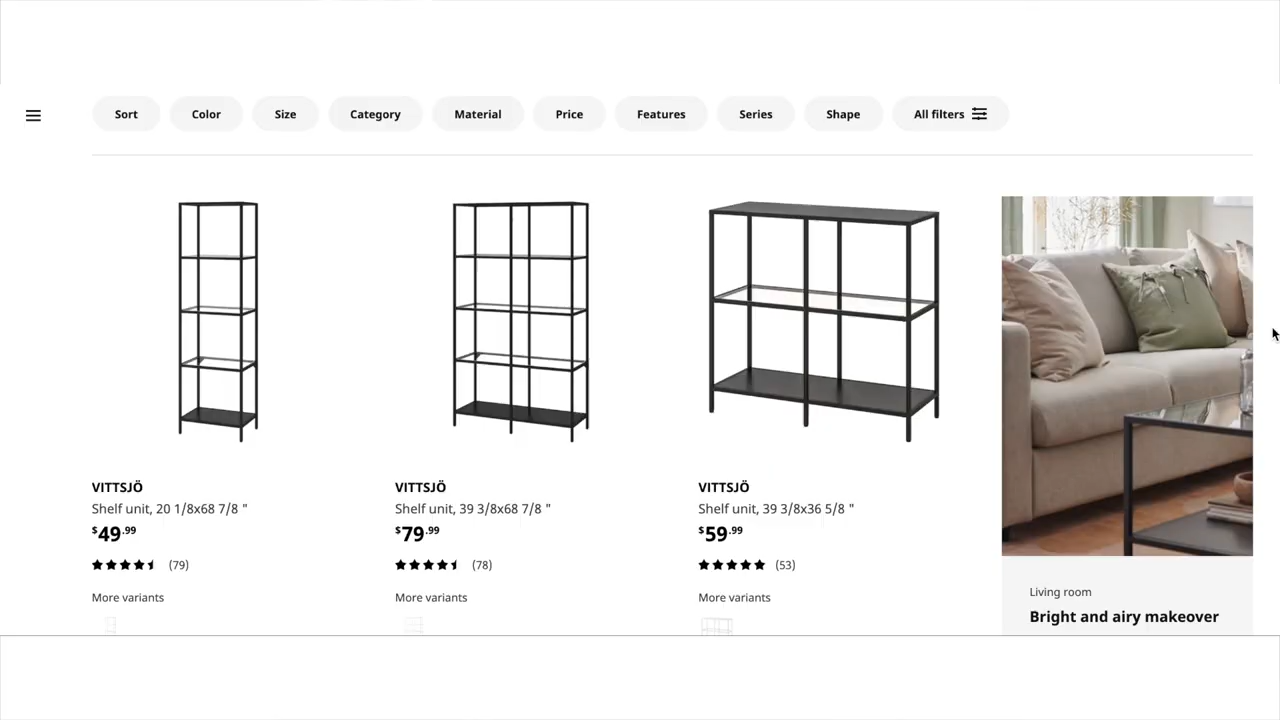 Sort Color Size Category Material Price Features Series Shape All filters
VITTSJÖ
Shelf unit, 20 1/8x68 7/8 "
$49.99
(79)
More variants
VITTSJÖ
Shelf unit, 39 3/8x68 7/8 "
$79.99
(78)
More variants
VITTSJÖ
Shelf unit, 39 3/8x36 5/8 "
$59.99
(53)
More variants
Living room
Bright and airy makeover